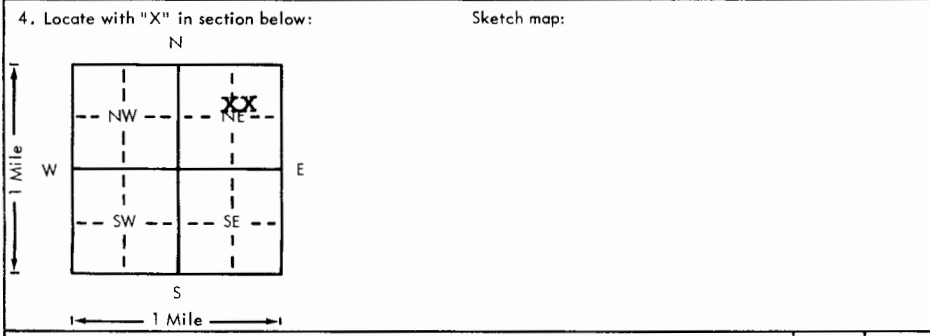 4. Locate with "X" in section below:
Sketch map:
N
XX
NW
NE
W
E
1 Mile
SW
SE
S
1 Mile